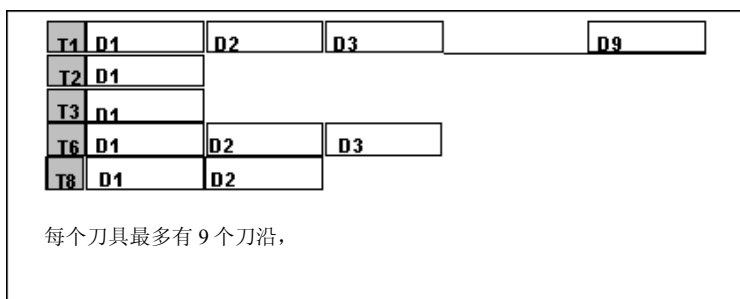 T1 D1 D2 D3 D9
T2 D1
T3 D1
T6 D1 D2 D3
T8 D1 D2
每个刀具最多有 9 个刀沿，